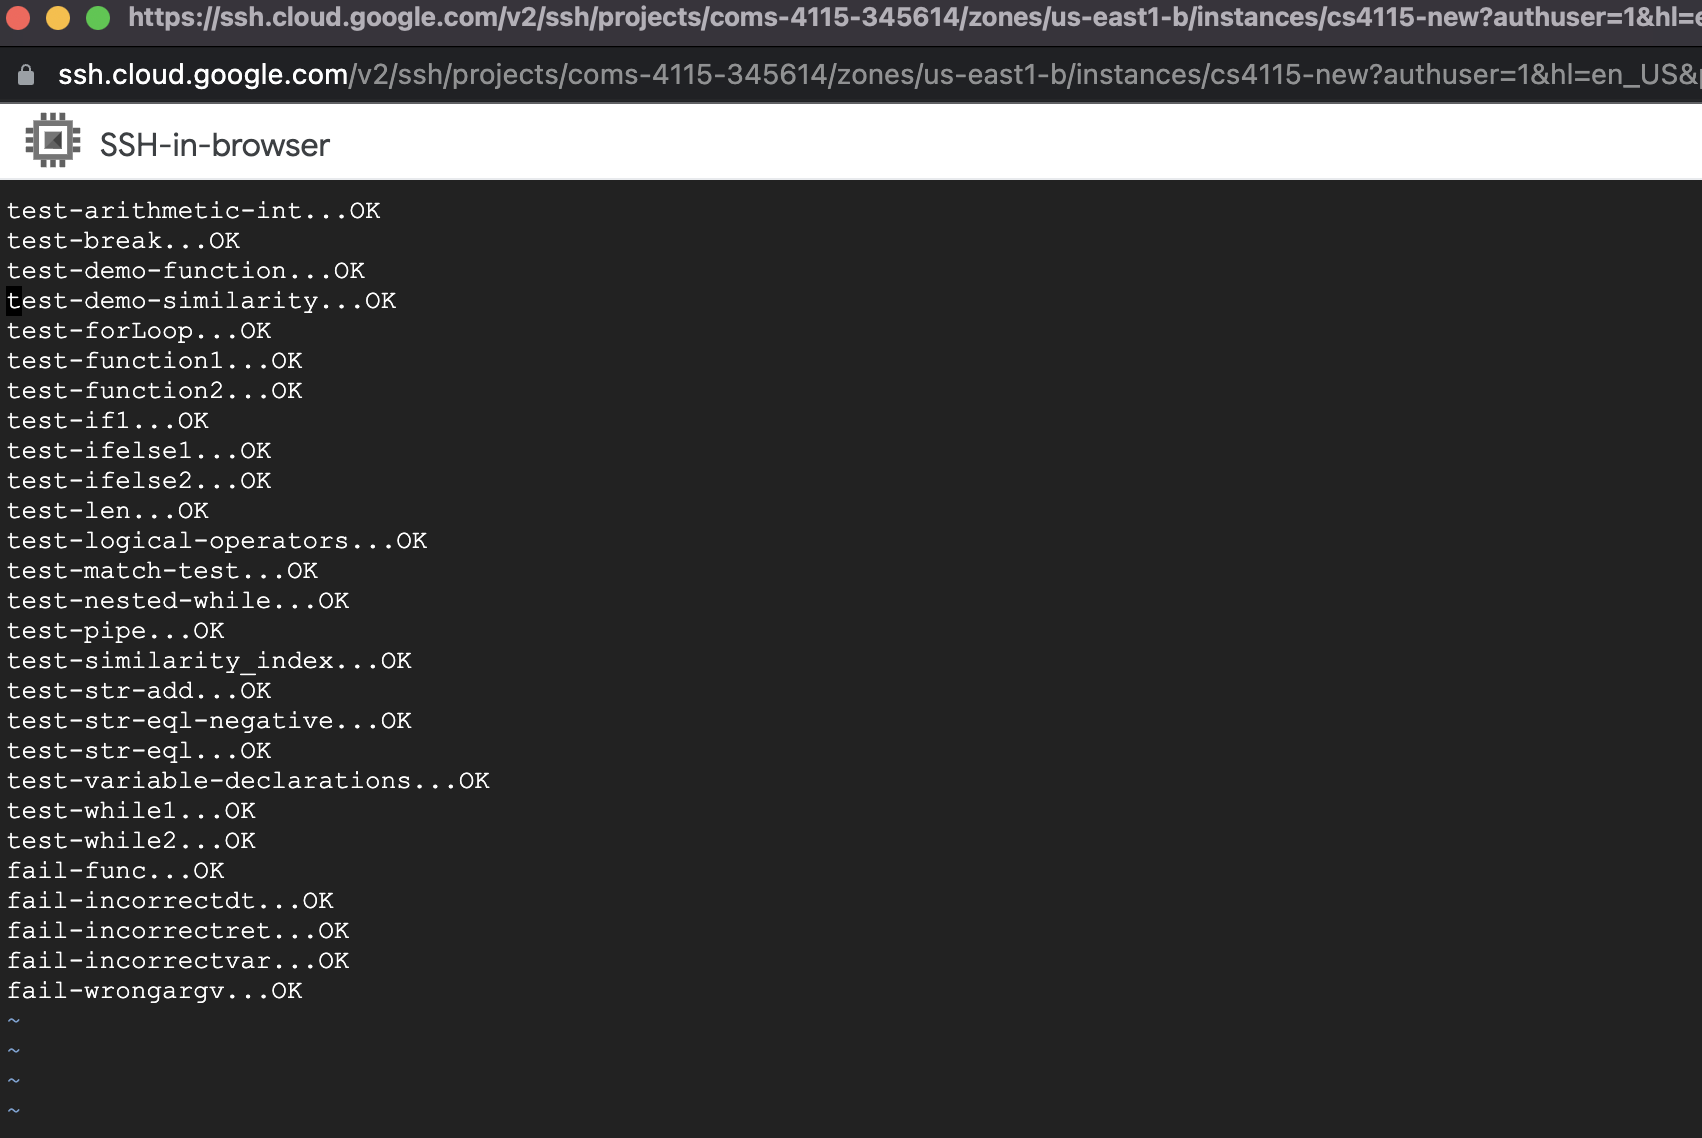 https://ssh.cloud.google.com/v2/ssh/projects/coms-4115-345614/zones/us-east1-b/instances/cs4115-new?authuser=1&hl=e
ssh.cloud.google.com/v2/ssh/projects/coms-4115-345614/zones/us-east1-b/instances/cs4115-new?authuser=1&hl=en_US&p
SSH-in-browser
test-arithmetic-int...OK
test-break...OK
test-demo-function...OK
test-demo-similarity...OK
test-forLoop...OK
test-function1...OK
test-function2...OK
test-if1...OK
test-ifelse1...OK
test-ifelse2...OK
test-len...OK
test-logical-operators...OK
test-match-test...OK
test-nested-while...OK
test-pipe...OK
test-similarity_index...OK
test-str-add...OK
test-str-eql-negative...OK
test-str-eql...OK
test-variable-declarations...OK
test-while1...OK
test-while2...OK
fail-func...OK
fail-incorrectdt...OK
fail-incorrectret...OK
fail-incorrectvar...OK
fail-wrongargv...OK
~
~
~
~